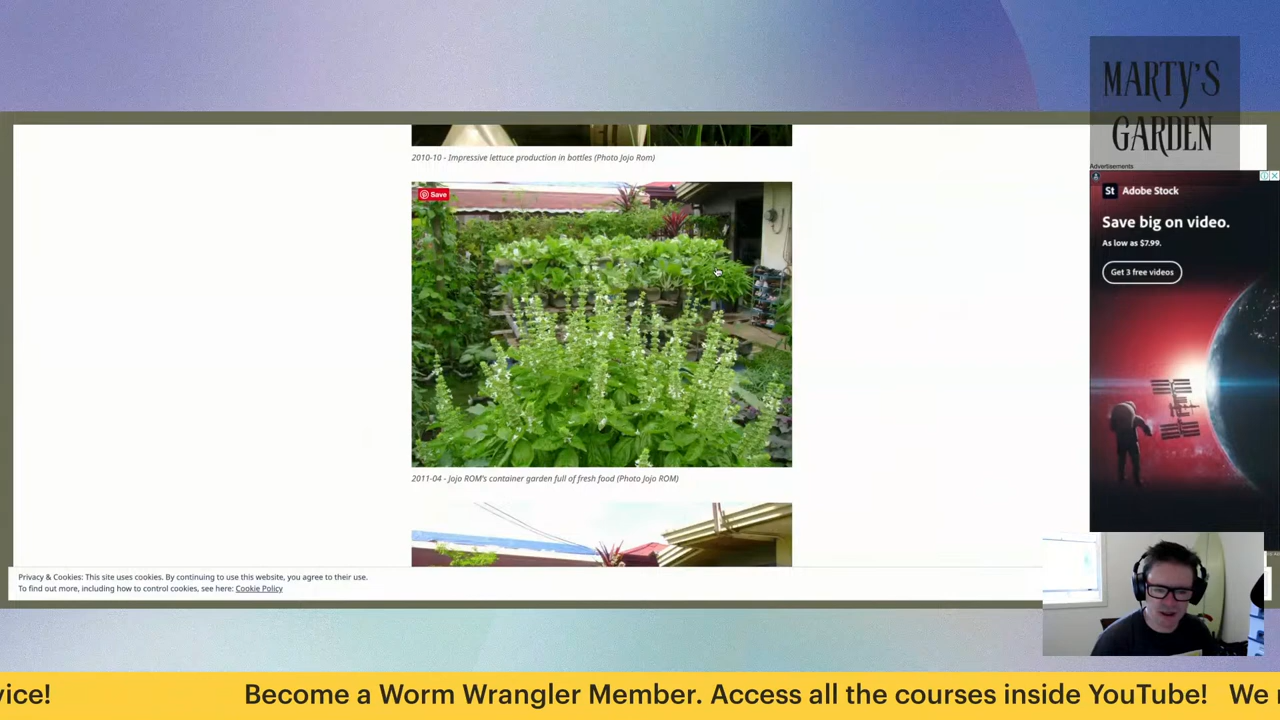 MARTY'S
GARDEN
2010-10 - Impressive lettuce production in bottles (Photo Jojo Rom)
Save
Advertisements
St Adobe Stock
Save big on video.
As low as $7.99.
Get 3 free videos
2011-04 - Jojo ROM's container garden full of fresh food (Photo Jojo ROM)
Privacy & Cookies: This site uses cookies. By continuing to use this website, you agree to their use.
To find out more, including how to control cookies, see here: Cookie Policy
vice! Become a Worm Wrangler Member. Access all the courses inside YouTube! We